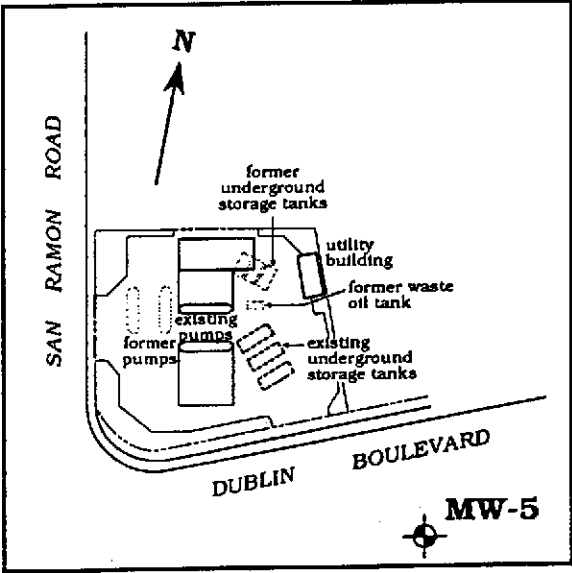 N
SAN RAMON ROAD
former
underground
storage tanks
utility
building
former waste
oil tank
existing
pumps
former
pumps
existing
underground
storage tanks
DUBLIN BOULEVARD
MW-5